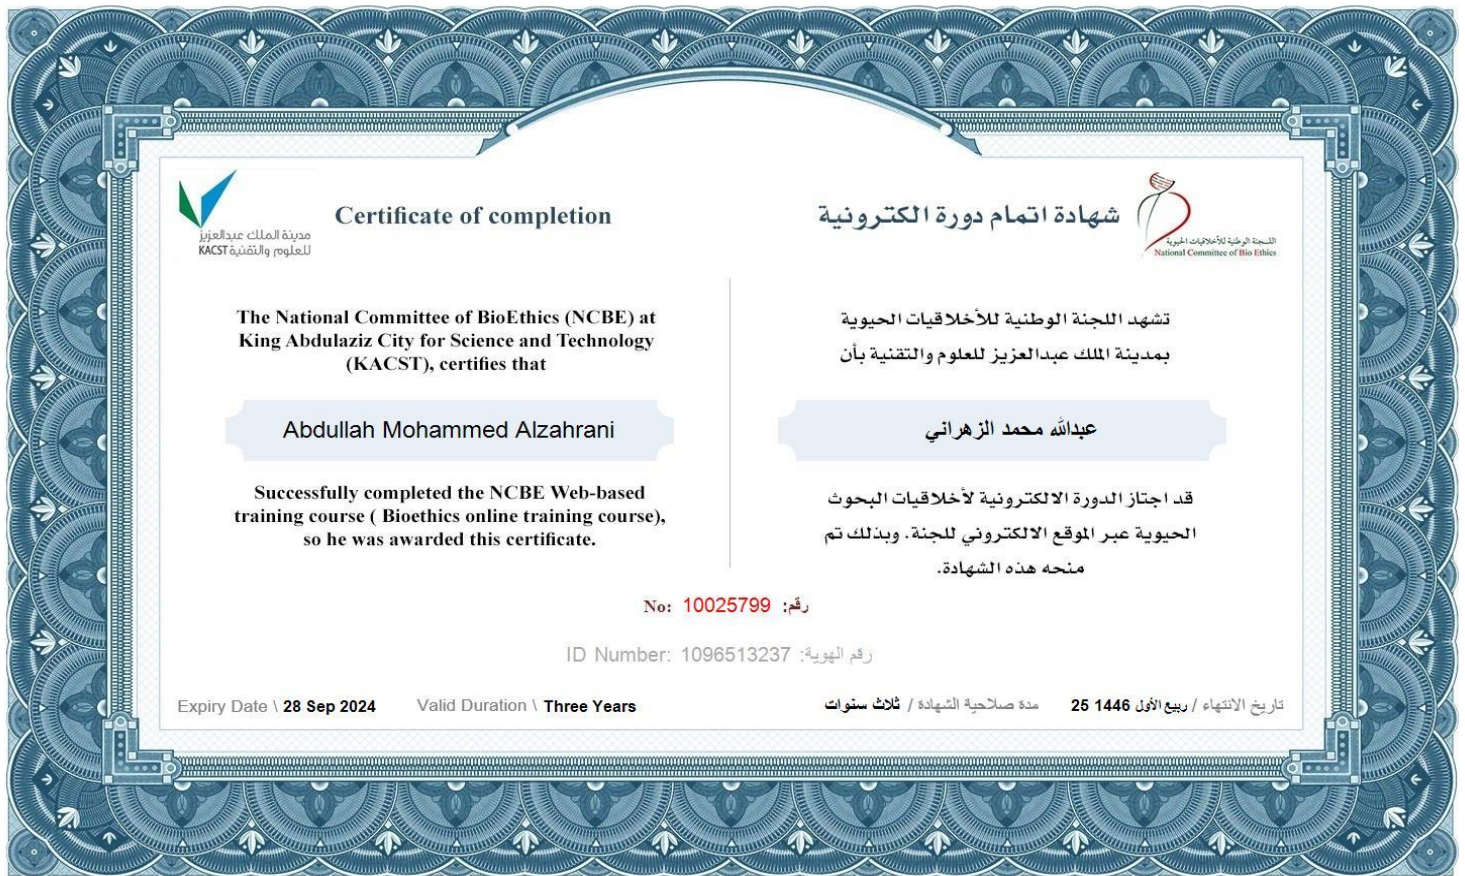 مدينة الملك عبدالعزيز
للعلوم والتقنية KACST
Certificate of completion
شهادة اتمام دورة الكترونية
اللجنة الوطنية للأخلاقيات الحيوية
National Committee of Bio Ethics
The National Committee of BioEthics (NCBE) at
King Abdulaziz City for Science and Technology
(KACST), certifies that
Abdullah Mohammed Alzahrani
Successfully completed the NCBE Web-based
training course ( Bioethics online training course),
so he was awarded this certificate.
تشهد اللجنة الوطنية للأخلاقيات الحيوية
بمدينة الملك عبدالعزيز للعلوم والتقنية بأن
عبدالله محمد الزهراني
قد اجتاز الدورة الالكترونية لأخلاقيات البحوث
الحيوية عبر الموقع الالكتروني للجنة. وبذلك تم
منحه هذه الشهادة.
No: 10025799 رقم:
ID Number: 1096513237 رقم الهوية:
Expiry Date \ 28 Sep 2024 Valid Duration \ Three Years
تاريخ الانتهاء / ربيع الأول 1446 25 مدة صلاحية الشهادة / ثلاث سنوات